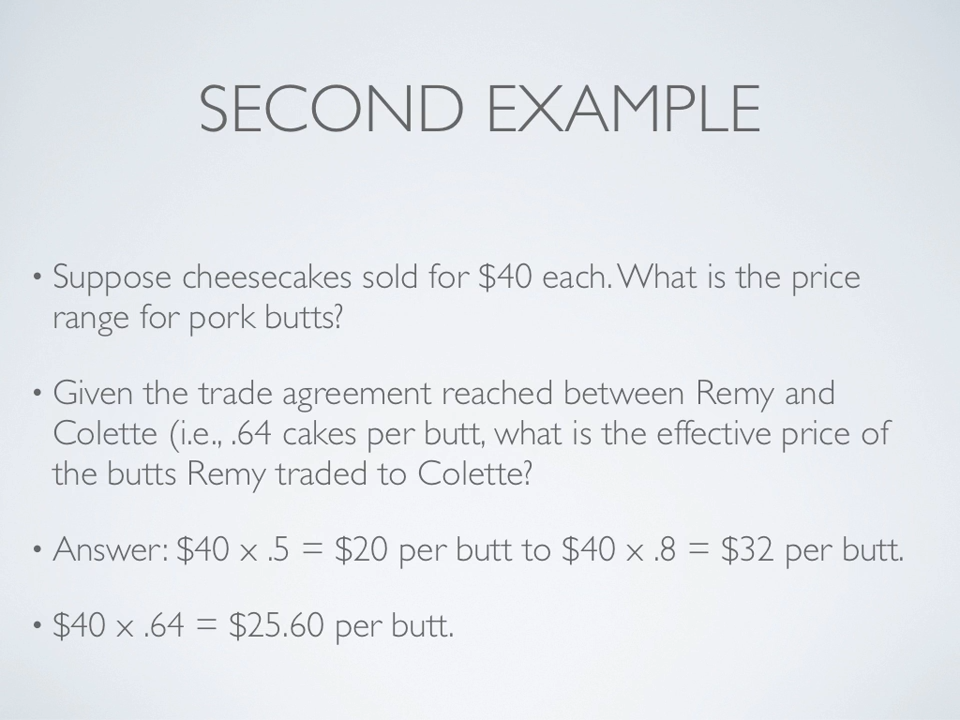 SECOND EXAMPLE
• Suppose cheesecakes sold for $40 each. What is the price
range for pork butts?
• Given the trade agreement reached between Remy and
Colette (i.e., .64 cakes per butt, what is the effective price of
the butts Remy traded to Colette?
• Answer: $40 x .5 = $20 per butt to $40 x .8 = $32 per butt.
• $40 x .64 = $25.60 per butt.